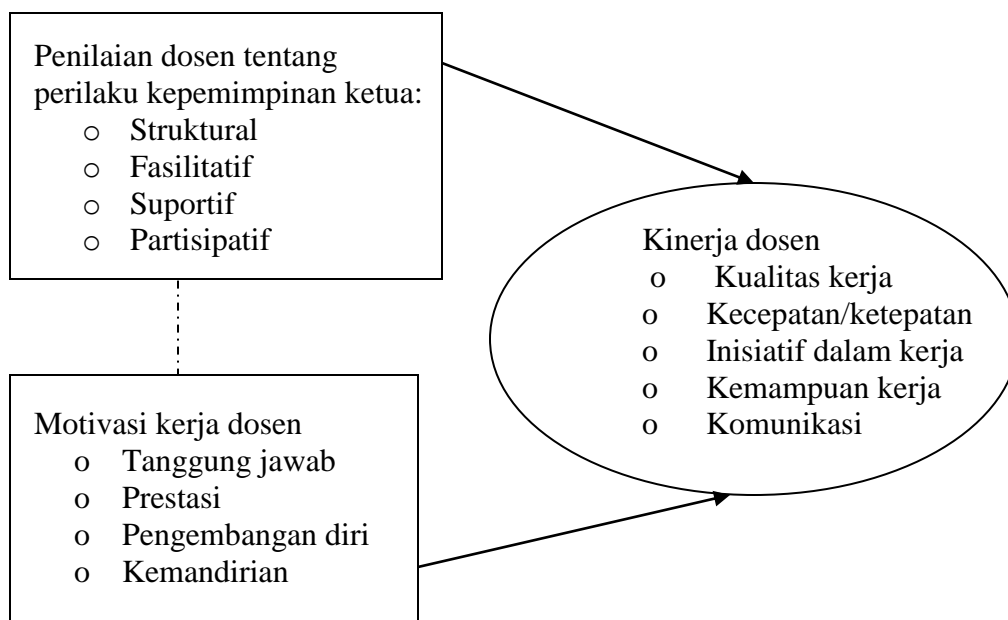 Penilaian dosen tentang
perilaku kepemimpinan ketua:
o Struktural
o Fasilitatif
o Suportif
o Partisipatif
Kinerja dosen
o Kualitas kerja
o Kecepatan/ketepatan
o Inisiatif dalam kerja
o Kemampuan kerja
o Komunikasi
Motivasi kerja dosen
o Tanggung jawab
o Prestasi
o Pengembangan diri
o Kemandirian